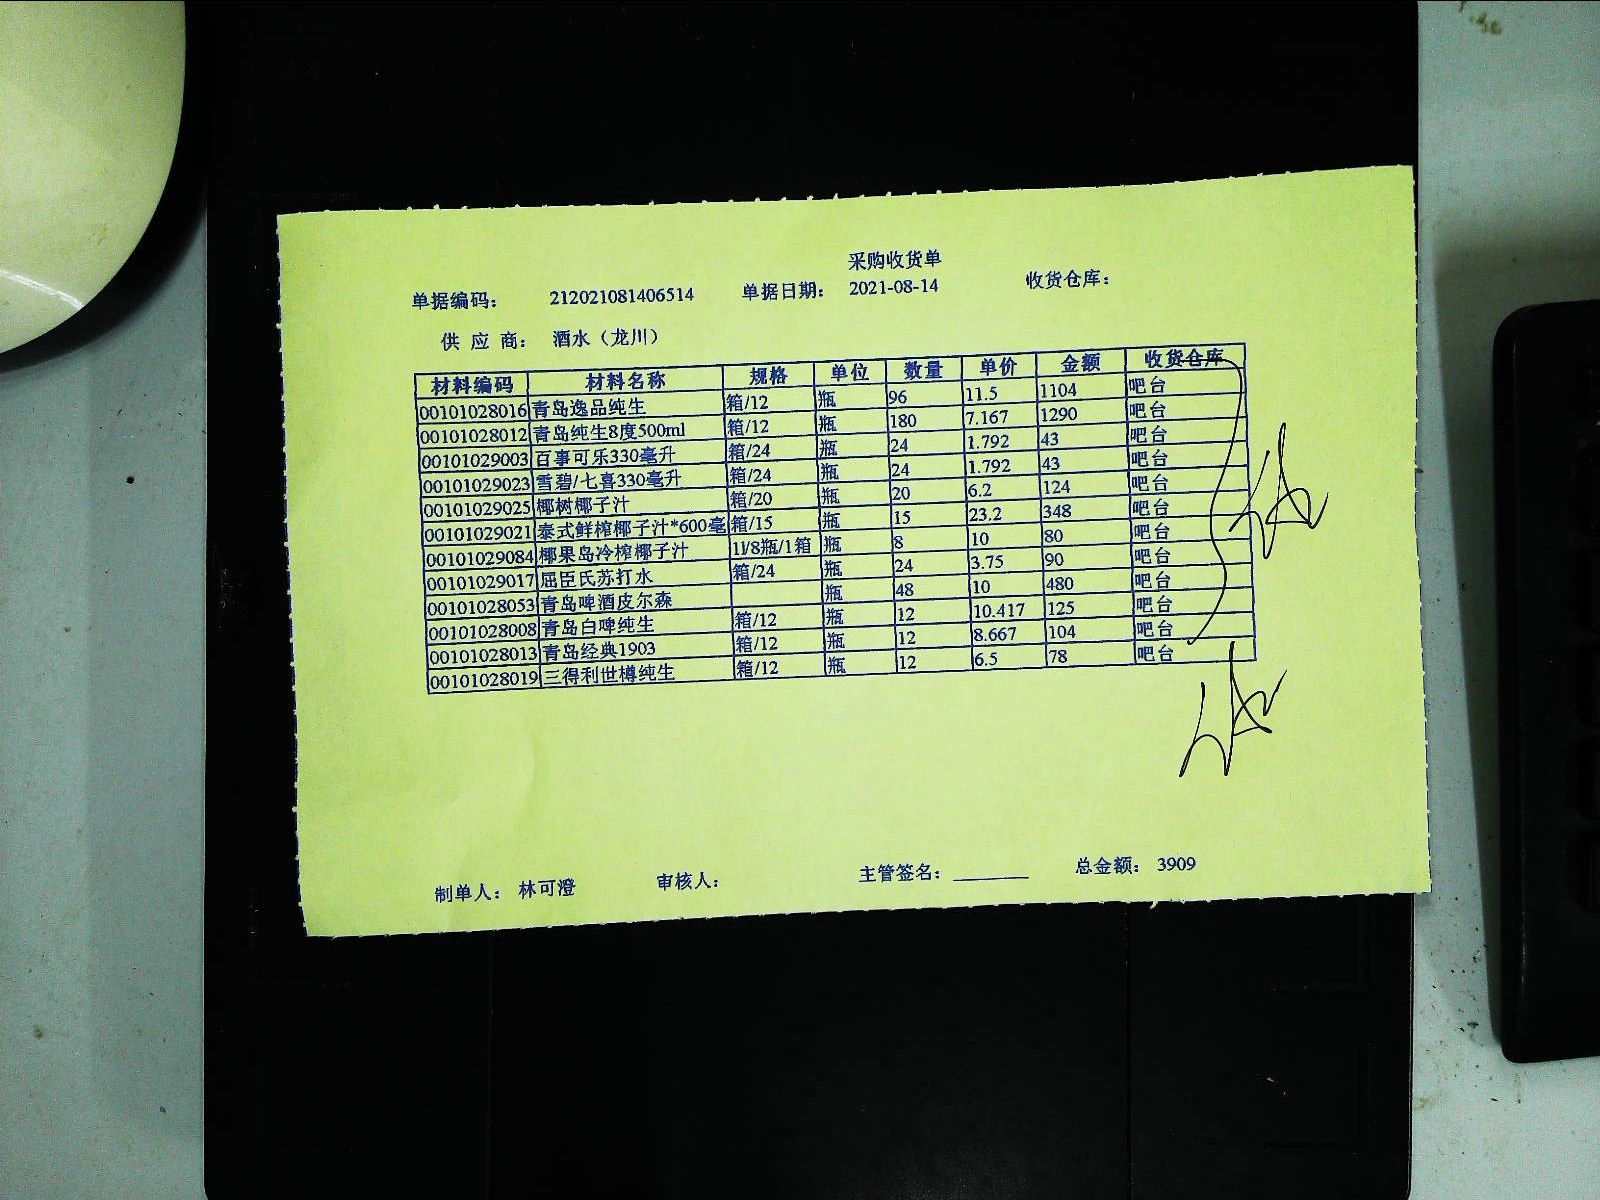 采购收货单
单据编码： 212021081406514 单据日期： 2021-08-14 收货仓库：
供 应 商： 酒水（龙川）
材料编码 材料名称 规格 单位 数量 单价 金额 收货仓库
00101028016 青岛逸品纯生 箱/12 瓶 96 11.5 1104 吧台
00101028012 青岛纯生8度500ml 箱/12 瓶 180 7.167 1290 吧台
00101029003 百事可乐330毫升 箱/24 瓶 24 1.792 43 吧台
00101029023 雪碧/七喜330毫升 箱/24 瓶 24 1.792 43 吧台
00101029025 椰树椰子汁 箱/20 瓶 20 6.2 124 吧台
00101029021 泰式鲜榨椰子汁*600毫 箱/15 瓶 15 23.2 348 吧台
00101029084 椰果岛冷榨椰子汁 1l/8瓶/1箱 瓶 8 10 80 吧台
00101029017 屈臣氏苏打水 箱/24 瓶 24 3.75 90 吧台
00101028053 青岛啤酒皮尔森 瓶 48 10 480 吧台
00101028008 青岛白啤纯生 箱/12 瓶 12 10.417 125 吧台
00101028013 青岛经典1903 箱/12 瓶 12 8.667 104 吧台
00101028019 三得利世樽纯生 箱/12 瓶 12 6.5 78 吧台
制单人： 林可澄 审核人： 主管签名： ________ 总金额： 3909